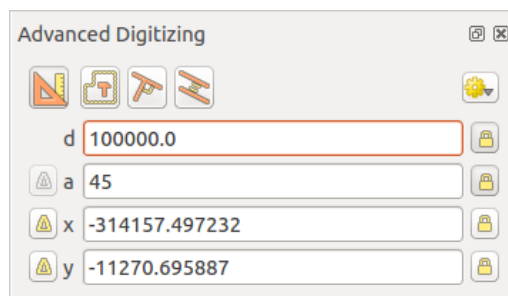 Advanced Digitizing
d 100000.0
a 45
x -314157.497232
y -11270.695887